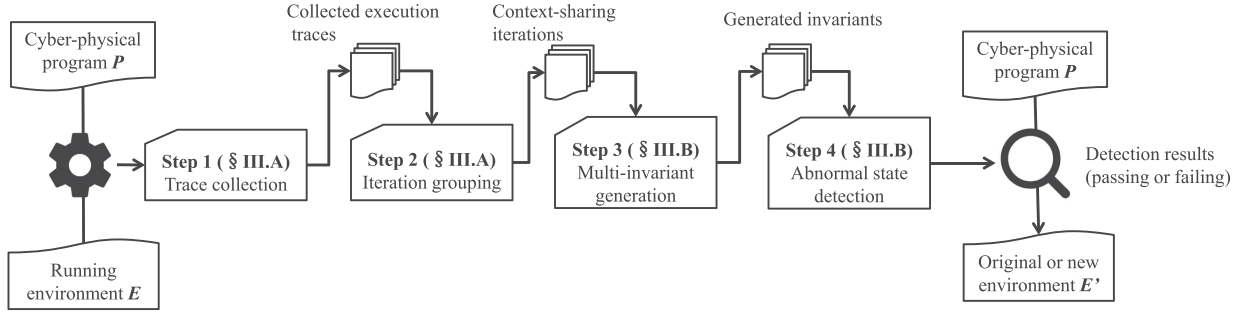 Cyber-physical
program P
Running
environment E
Step 1 ( § III.A)
Trace collection
Collected execution
traces
Step 2 ( § III.A)
Iteration grouping
Context-sharing
iterations
Step 3 ( § III.B)
Multi-invariant
generation
Generated invariants
Step 4 ( § III.B)
Abnormal state
detection
Cyber-physical
program P
Detection results
(passing or failing)
Original or new
environment E’